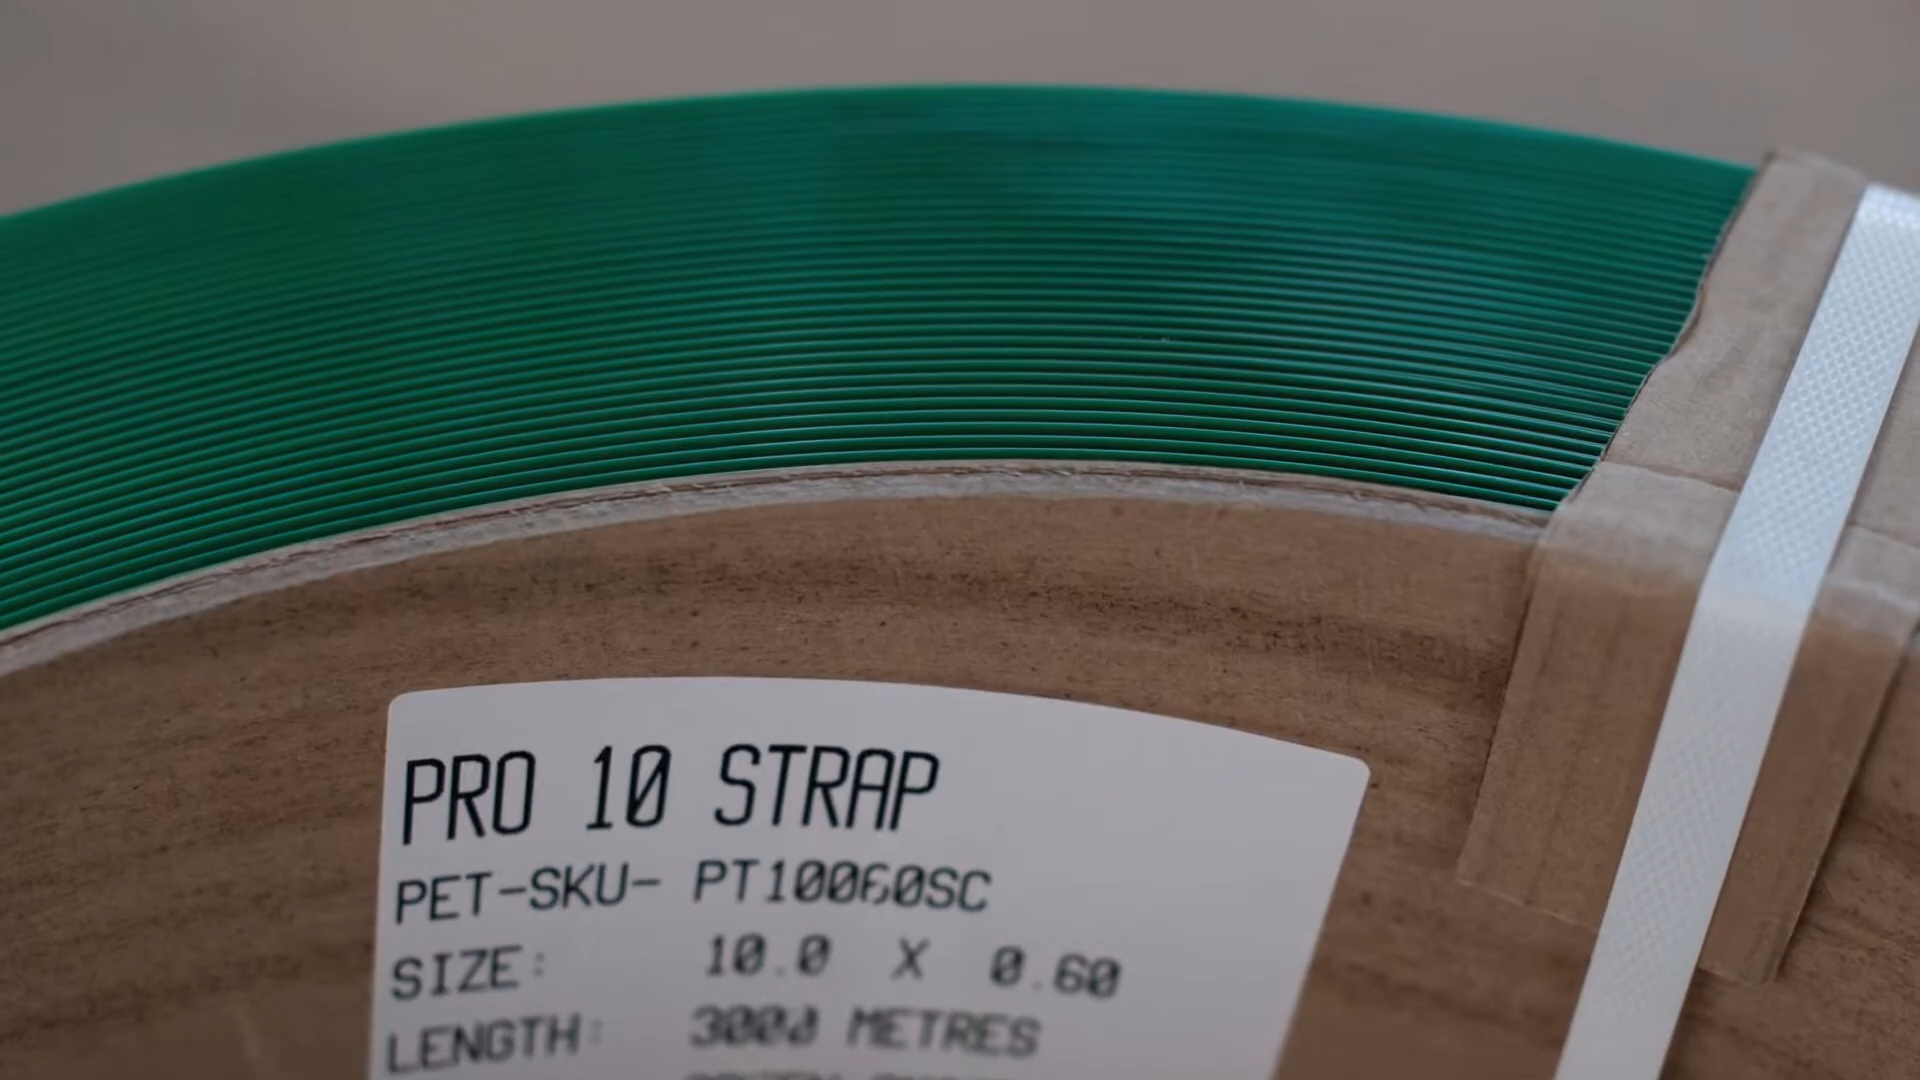 PRO 10 STRAP
PET-SKU- PT10060SC
SIZE: 10.0 X 0.60
LENGTH: 3000 METRES